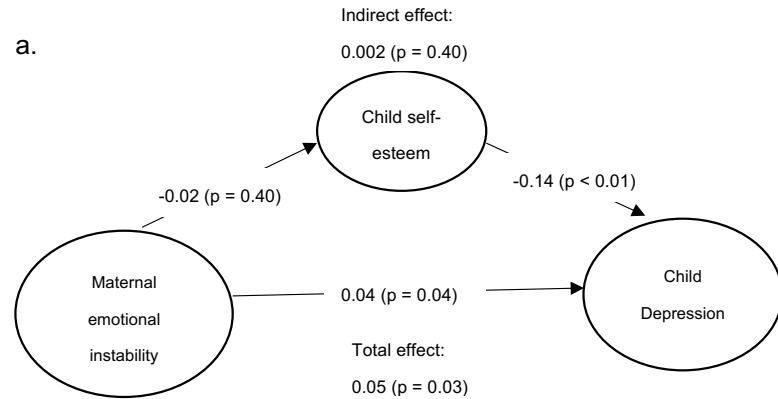 Indirect effect:
a.
0.002 (p = 0.40)
Child self-
esteem
-0.02 (p = 0.40)
-0.14 (p < 0.01)
Maternal
emotional
instability
0.04 (p = 0.04)
Child
Depression
Total effect:
0.05 (p = 0.03)